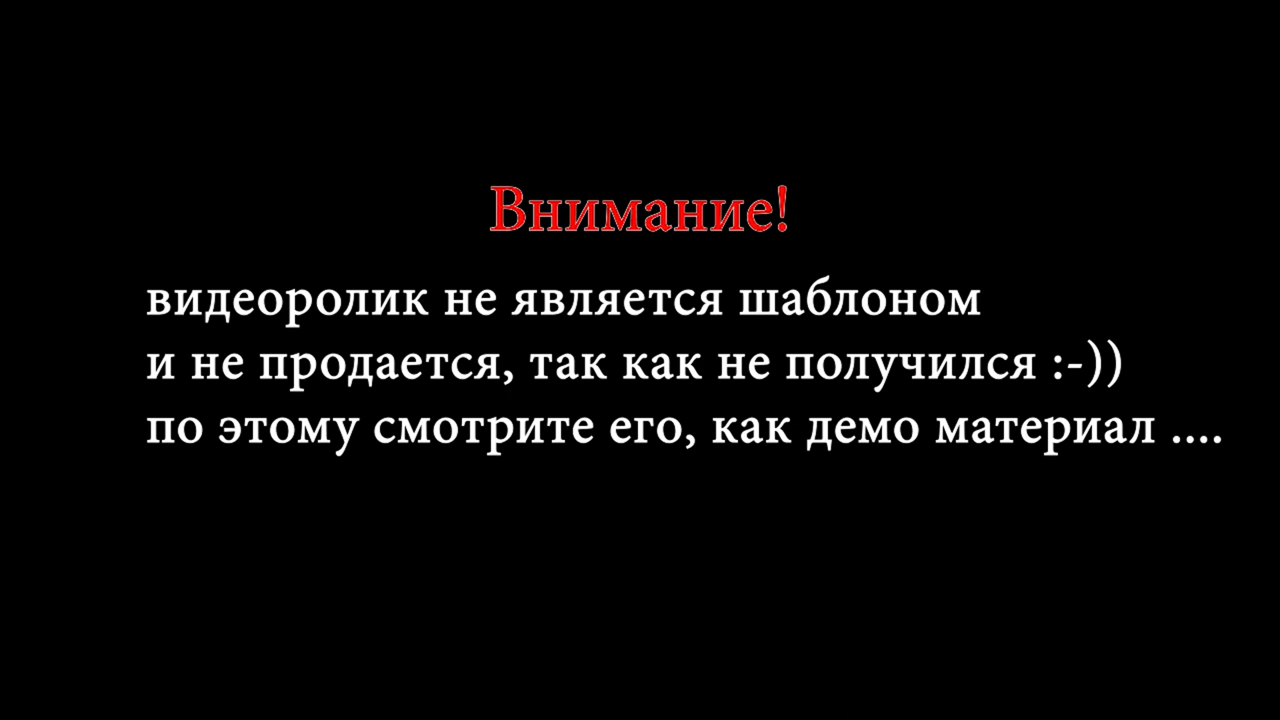 Внимание!
видеоролик не является шаблоном
и не продается, так как не получился :-))
по этому смотрите его, как демо материал ....